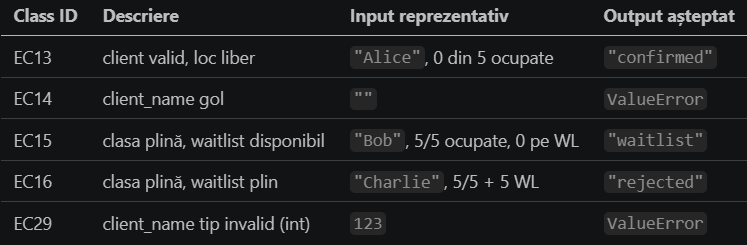 Class ID Descriere Input reprezentativ Output așteptat
EC13 client valid, loc liber "Alice", 0 din 5 ocupate "confirmed"
EC14 client_name gol "" ValueError
EC15 clasa plină, waitlist disponibil "Bob", 5/5 ocupate, 0 pe WL "waitlist"
EC16 clasa plină, waitlist plin "Charlie", 5/5 + 5 WL "rejected"
EC29 client_name tip invalid (int) 123 ValueError